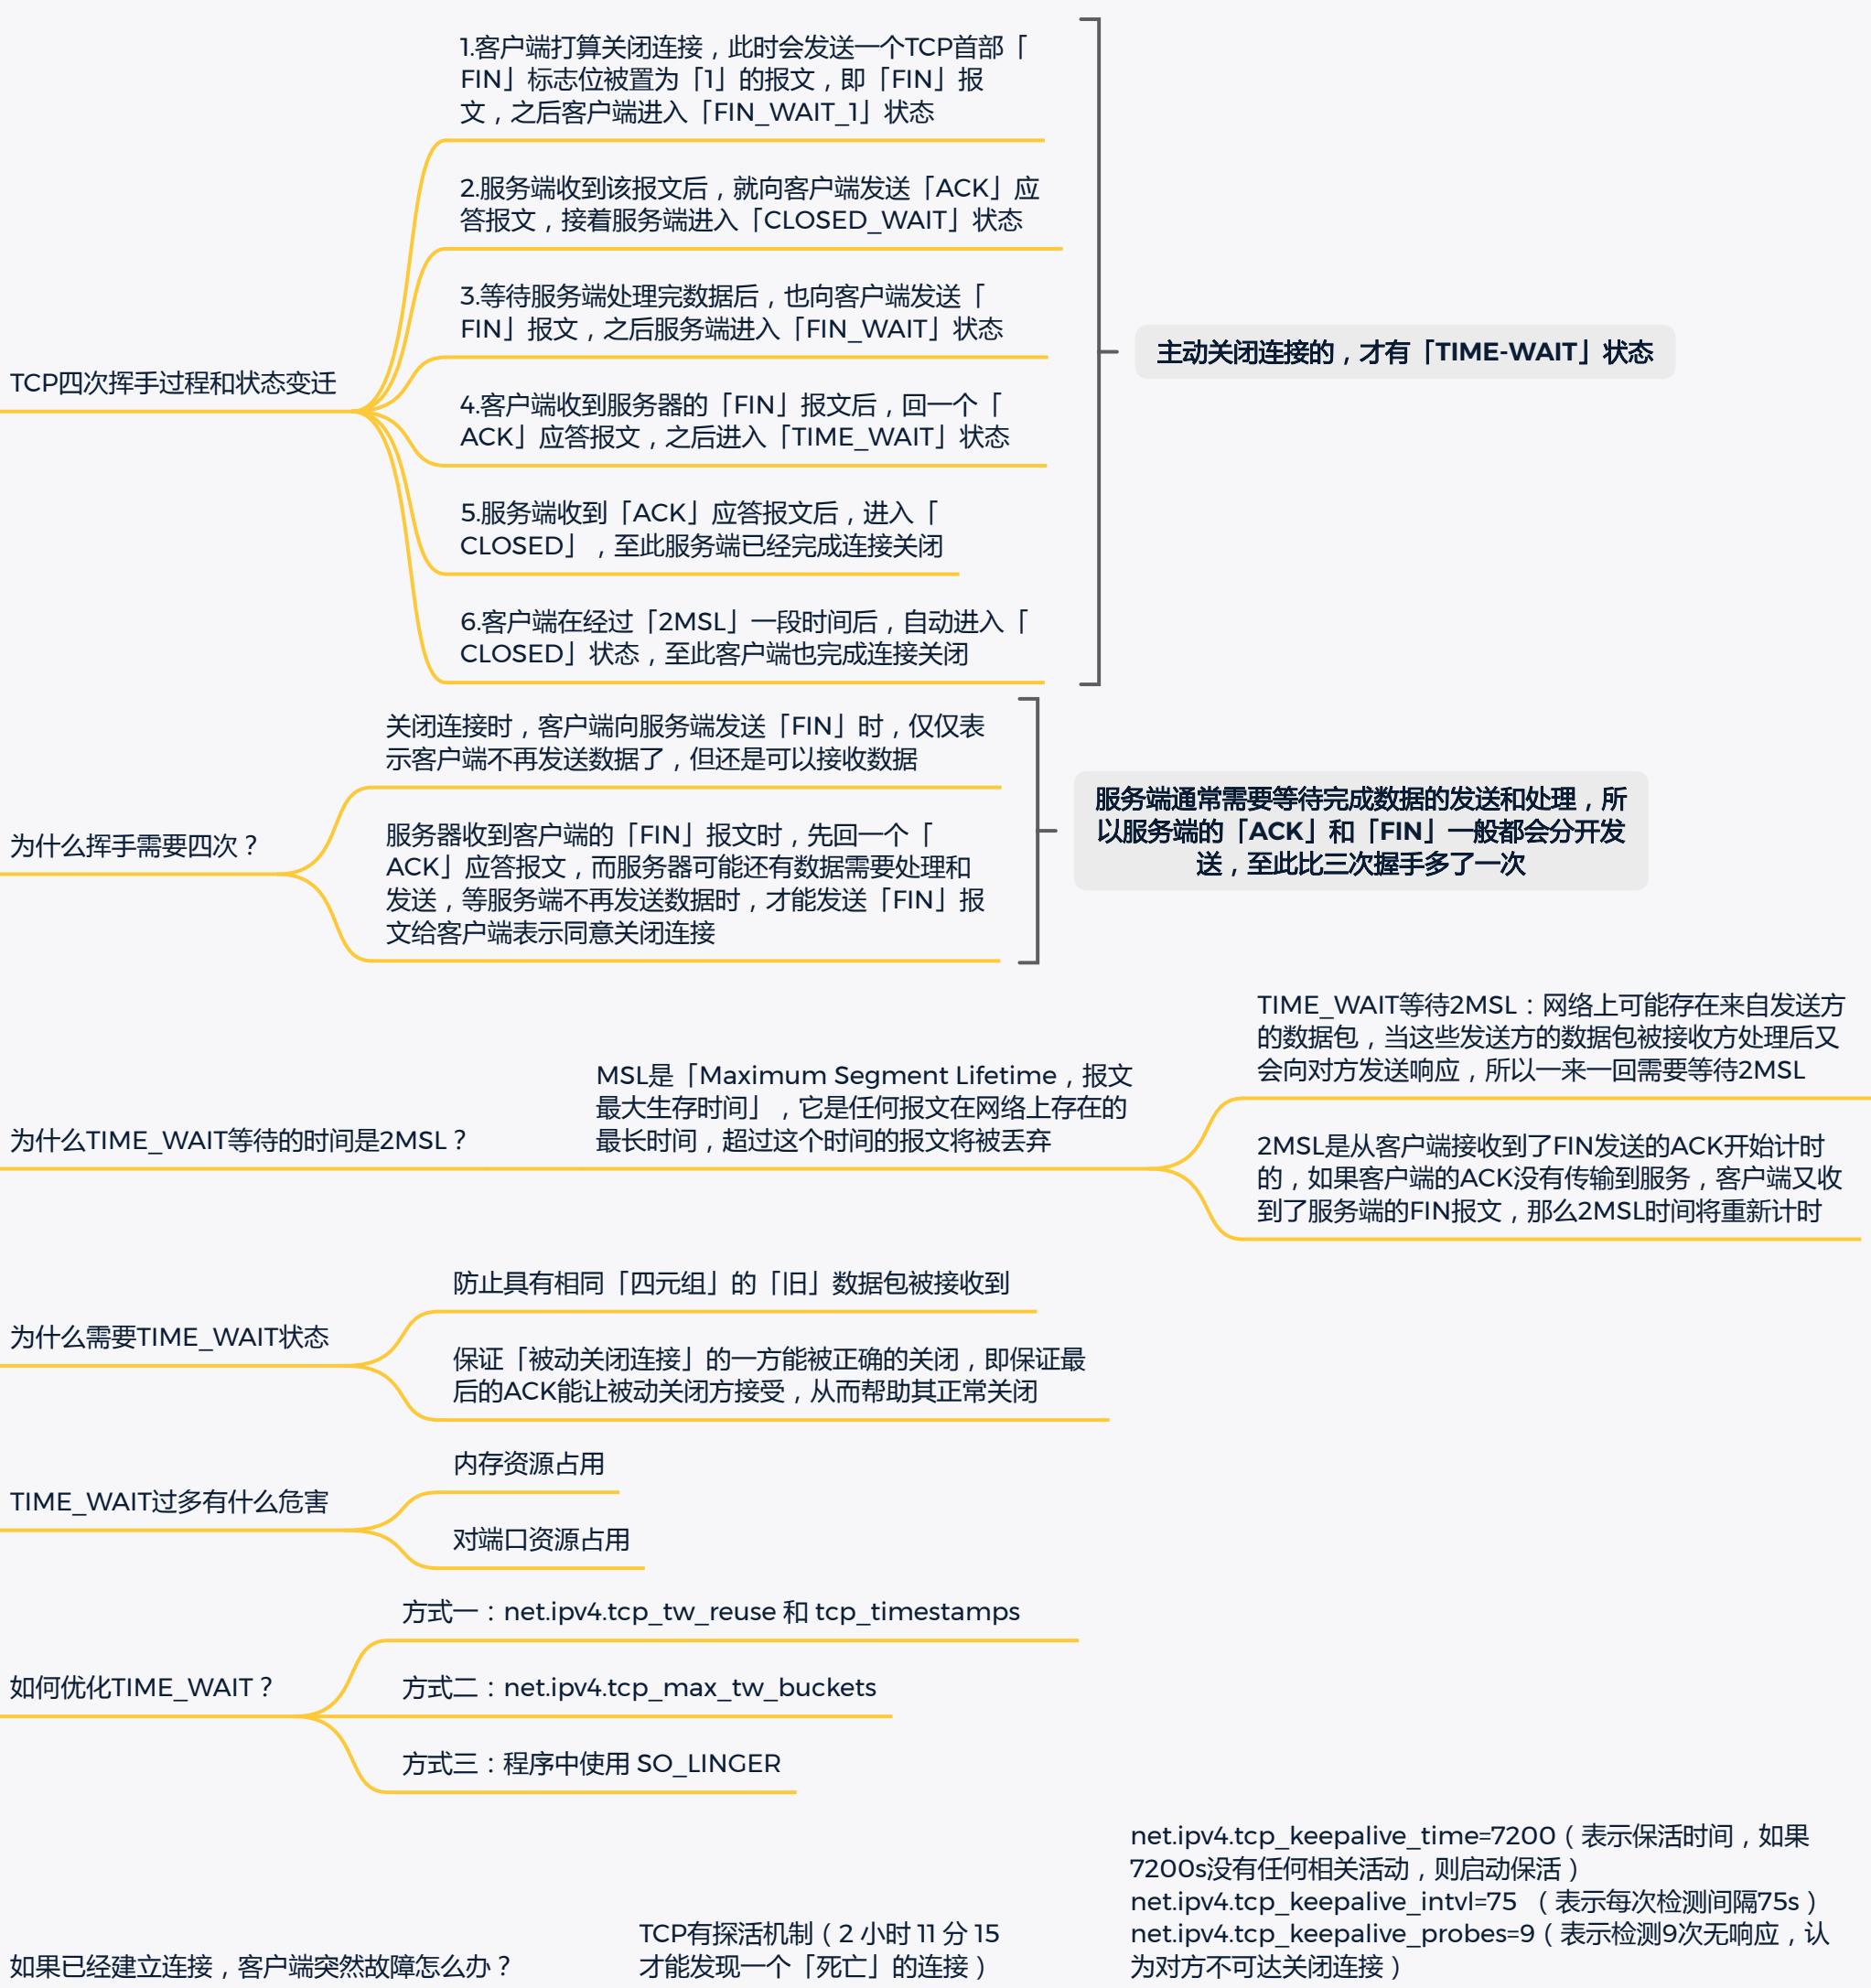 TCP四次挥手过程和状态变迁
1.客户端打算关闭连接，此时会发送一个TCP首部「
FIN」标志位被置为「1」的报文，即「FIN」报
文，之后客户端进入「FIN_WAIT_1」状态
2.服务端收到该报文后，就向客户端发送「ACK」应
答报文，接着服务端进入「CLOSED_WAIT」状态
3.等待服务端处理完数据后，也向客户端发送「
FIN」报文，之后服务端进入「FIN_WAIT」状态
4.客户端收到服务器的「FIN」报文后，回一个「
ACK」应答报文，之后进入「TIME_WAIT」状态
5.服务端收到「ACK」应答报文后，进入「
CLOSED」，至此服务端已经完成连接关闭
6.客户端在经过「2MSL」一段时间后，自动进入「
CLOSED」状态，至此客户端也完成连接关闭
主动关闭连接的，才有「TIME-WAIT」状态
为什么挥手需要四次？
关闭连接时，客户端向服务端发送「FIN」时，仅仅表
示客户端不再发送数据了，但还是可以接收数据
服务器收到客户端的「FIN」报文时，先回一个「
ACK」应答报文，而服务器可能还有数据需要处理和
发送，等服务端不再发送数据时，才能发送「FIN」报
文给客户端表示同意关闭连接
服务端通常需要等待完成数据的发送和处理，所
以服务端的「ACK」和「FIN」一般都会分开发
送，至此比三次握手多了一次
为什么TIME_WAIT等待的时间是2MSL？
MSL是「Maximum Segment Lifetime，报文
最大生存时间」，它是任何报文在网络上存在的
最长时间，超过这个时间的报文将被丢弃
TIME_WAIT等待2MSL：网络上可能存在来自发送方
的数据包，当这些发送方的数据包被接收方处理后又
会向对方发送响应，所以一来一回需要等待2MSL
2MSL是从客户端接收到了FIN发送的ACK开始计时
的，如果客户端的ACK没有传输到服务，客户端又收
到了服务端的FIN报文，那么2MSL时间将重新计时
为什么需要TIME_WAIT状态
防止具有相同「四元组」的「旧」数据包被接收到
保证「被动关闭连接」的一方能被正确的关闭，即保证最
后的ACK能让被动关闭方接受，从而帮助其正常关闭
TIME_WAIT过多有什么危害
内存资源占用
对端口资源占用
如何优化TIME_WAIT？
方式一：net.ipv4.tcp_tw_reuse 和 tcp_timestamps
方式二：net.ipv4.tcp_max_tw_buckets
方式三：程序中使用 SO_LINGER
如果已经建立连接，客户端突然故障怎么办？
TCP有探活机制（2 小时 11 分 15
才能发现一个「死亡」的连接）
net.ipv4.tcp_keepalive_time=7200（表示保活时间，如果
7200s没有任何相关活动，则启动保活）
net.ipv4.tcp_keepalive_intvl=75 （表示每次检测间隔75s）
net.ipv4.tcp_keepalive_probes=9（表示检测9次无响应，认
为对方不可达关闭连接）